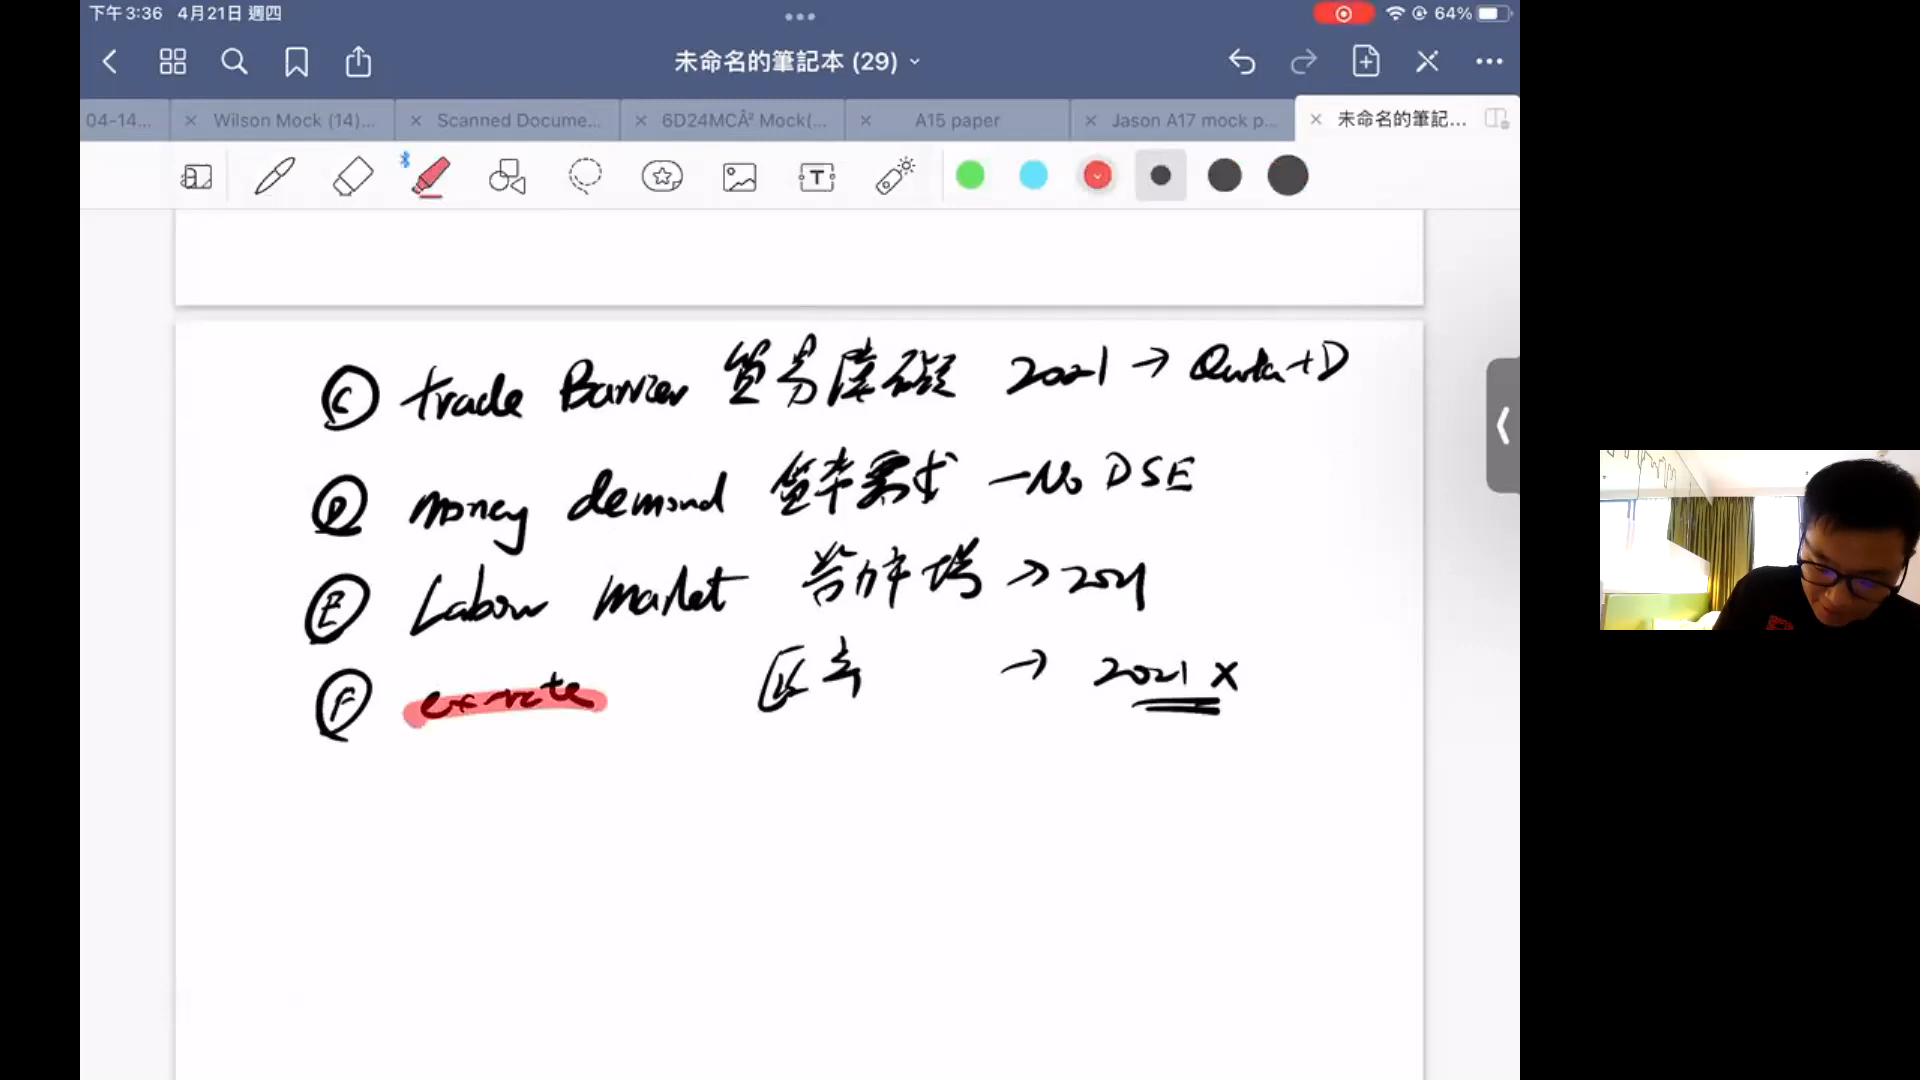 下午3:36 4月21日 週四
64%
未命名的筆記本 (29)
04-14...
Wilson Mock (14)...
Scanned Docume...
6D24MCÂ² Mock(...
A15 paper
Jason A17 mock p...
未命名的筆記...
C trade Barrier 貿易障礙 2021 → Quota + D
D money demand 貨幣需求 - No DSE
E Labour market 勞力市場 → 2021
F ex-rate 匯率 → 2021 X